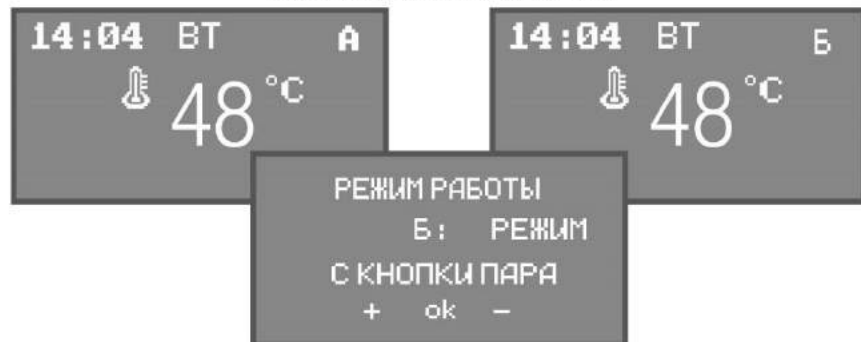 14:04 ВТ А
48 °C
14:04 ВТ Б
48 °C
РЕЖИМ РАБОТЫ
Б: РЕЖИМ
С КНОПКИ ПАРА
+ ok −